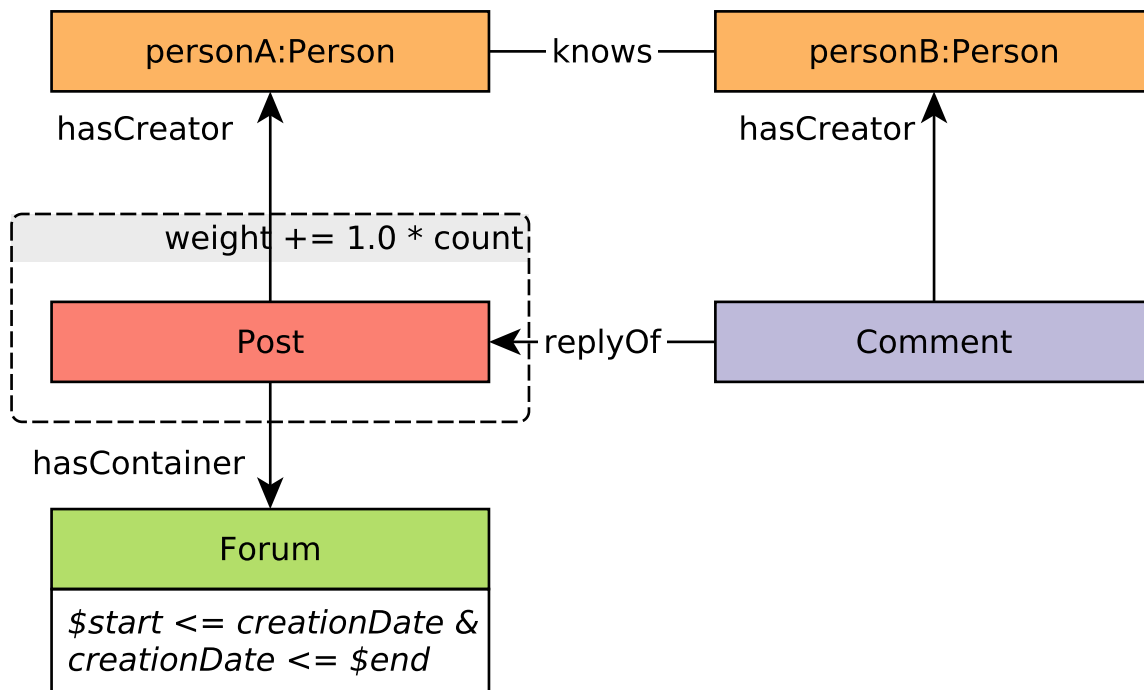 personA:Person
knows
personB:Person
hasCreator
hasCreator
weight += 1.0 * count
Post
replyOf
Comment
hasContainer
Forum
$start <= creationDate &
creationDate <= $end